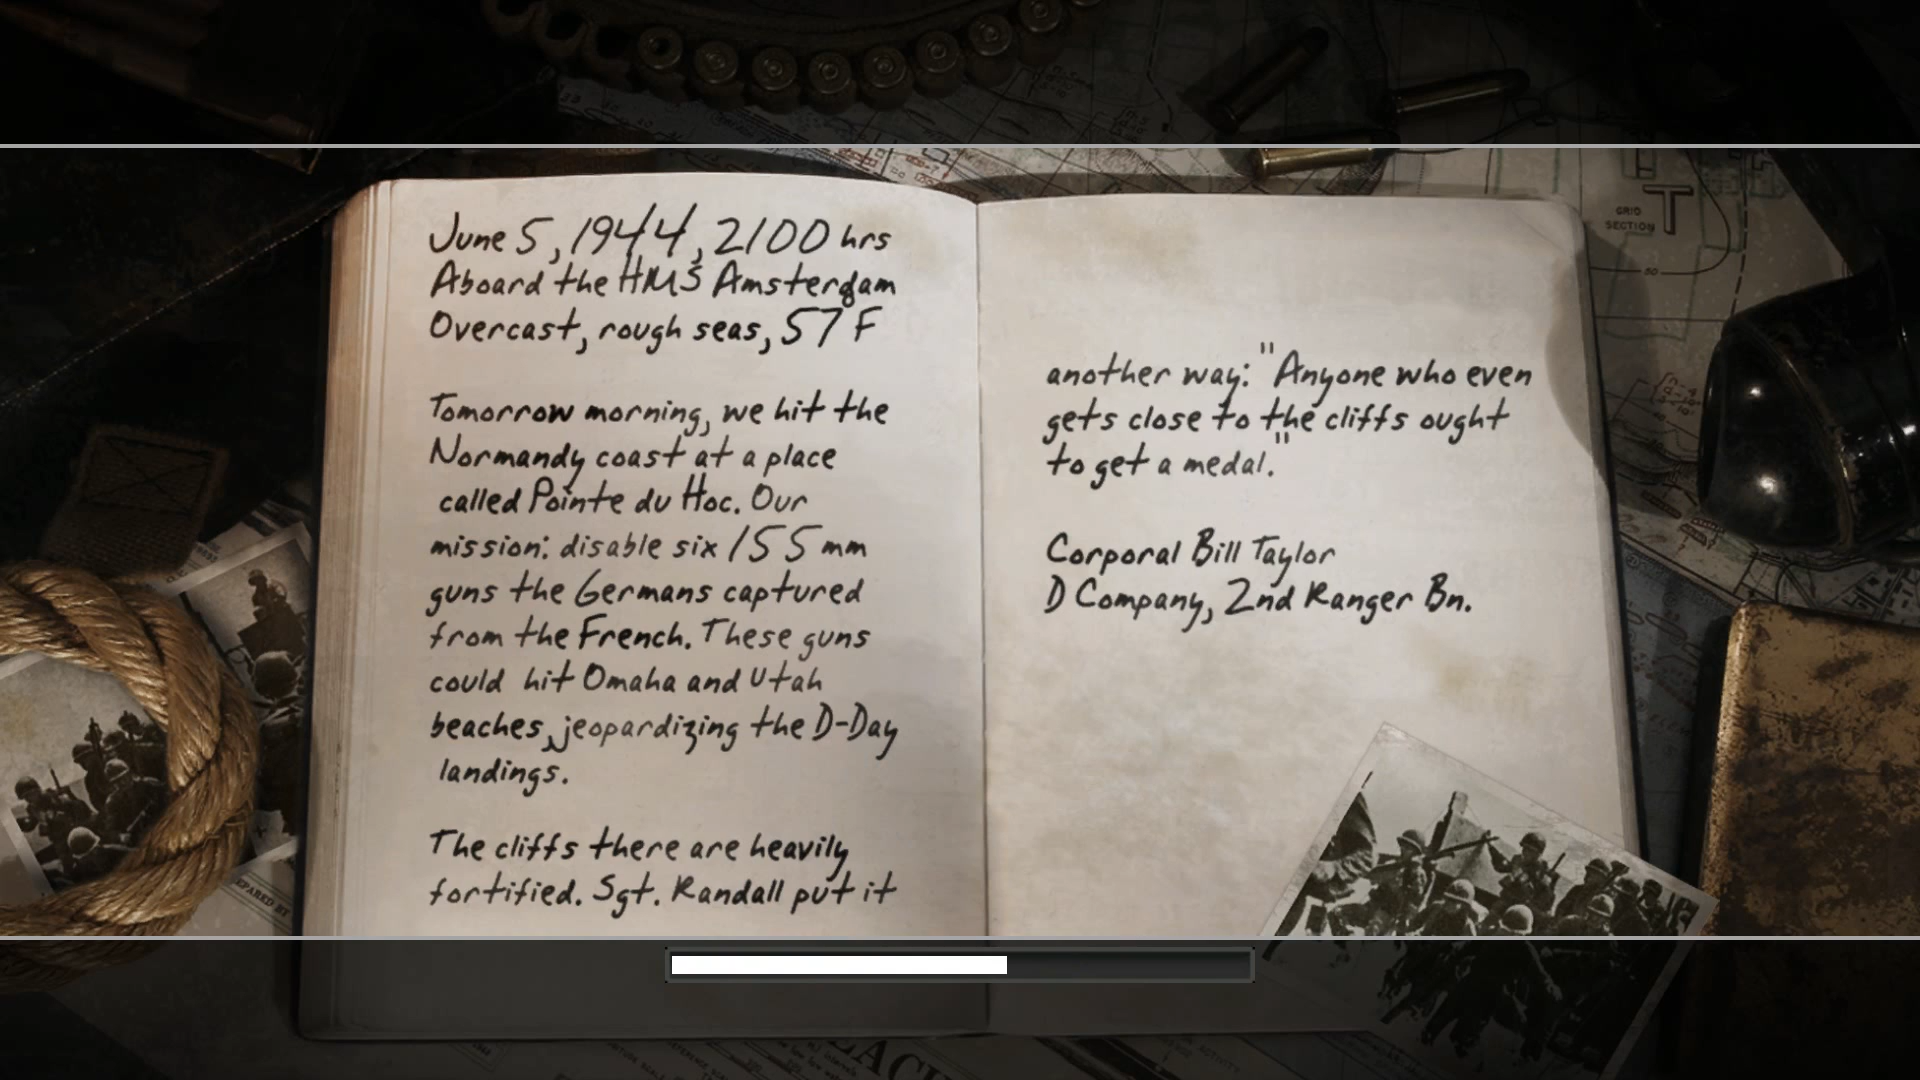 June 5, 1944, 2100 hrs
Aboard the HMS Amsterdam
Overcast, rough seas, 57 F
Tomorrow morning, we hit the
Normandy coast at a place
called Pointe du Hoc. Our
mission: disable six 155 mm
guns the Germans captured
from the French. These guns
could hit Omaha and Utah
beaches, jeopardizing the D-Day
landings.
The cliffs there are heavily
fortified. Sgt. Randall put it
another way: "Anyone who even
gets close to the cliffs ought
to get a medal."
Corporal Bill Taylor
D Company, 2nd Ranger Bn.
GRID
SECTION
T
EPARED BY